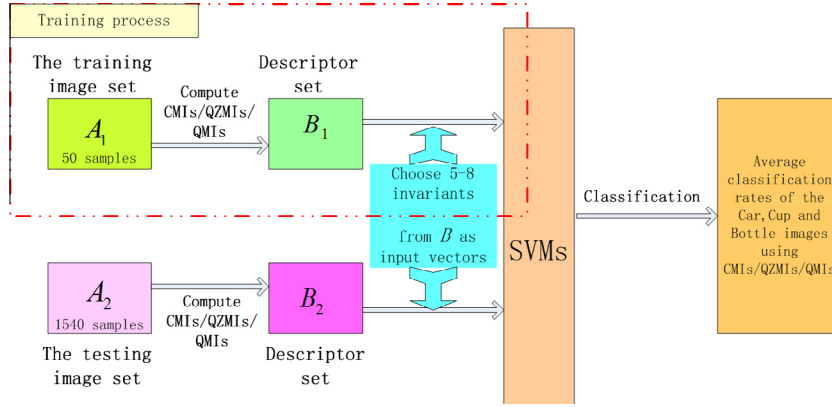 Training process
The training
image set
A1
50 samples
Compute
CMIs/QZMIs/
QMIs
Descriptor
set
B1
Choose 5-8
invariants
from B as
input vectors
A2
1540 samples
The testing
image set
Compute
CMIs/QZMIs/
QMIs
B2
Descriptor
set
SVMs
Classification
Average
classification
rates of the
Car,Cup and
Bottle images
using
CMIs/QZMIs/QMIs